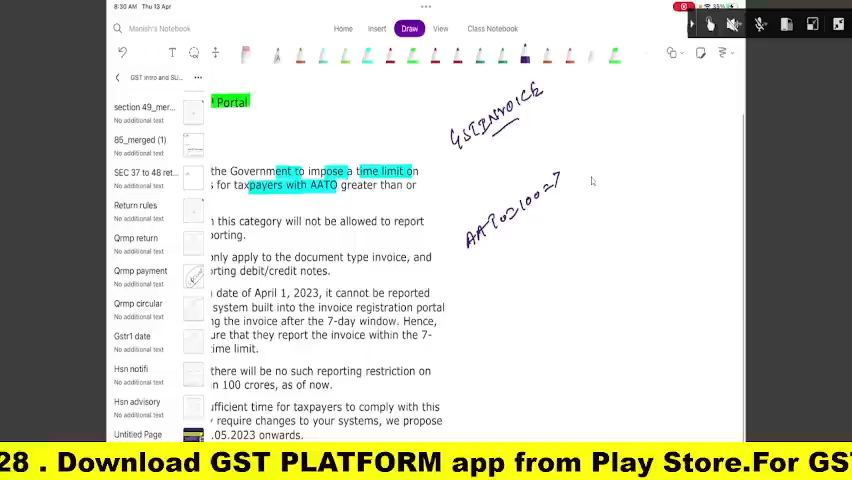 8:30 AM Thu 13 Apr
33%
Manish's Notebook
Home Insert Draw View Class Notebook
GST intro and SU...
section 49_mer...
No additional text
85_merged (1)
No additional text
SEC 37 to 48 ret...
No additional text
Return rules
No additional text
Qrmp return
No additional text
Qrmp payment
No additional text
Qrmp circular
No additional text
Gstr1 date
No additional text
Hsn notifi
No additional text
Hsn advisory
No additional text
Untitled Page
No additional text
P Portal
the Government to impose a time limit on
s for taxpayers with AATO greater than or
n this category will not be allowed to report
porting.
only apply to the document type invoice, and
orting debit/credit notes.
date of April 1, 2023, it cannot be reported
system built into the invoice registration portal
ng the invoice after the 7-day window. Hence,
ure that they report the invoice within the 7-
time limit.
there will be no such reporting restriction on
n 100 crores, as of now.
ufficient time for taxpayers to comply with this
y require changes to your systems, we propose
.05.2023 onwards.
GST INVOICE
28 . Download GST PLATFORM app from Play Store.For GS